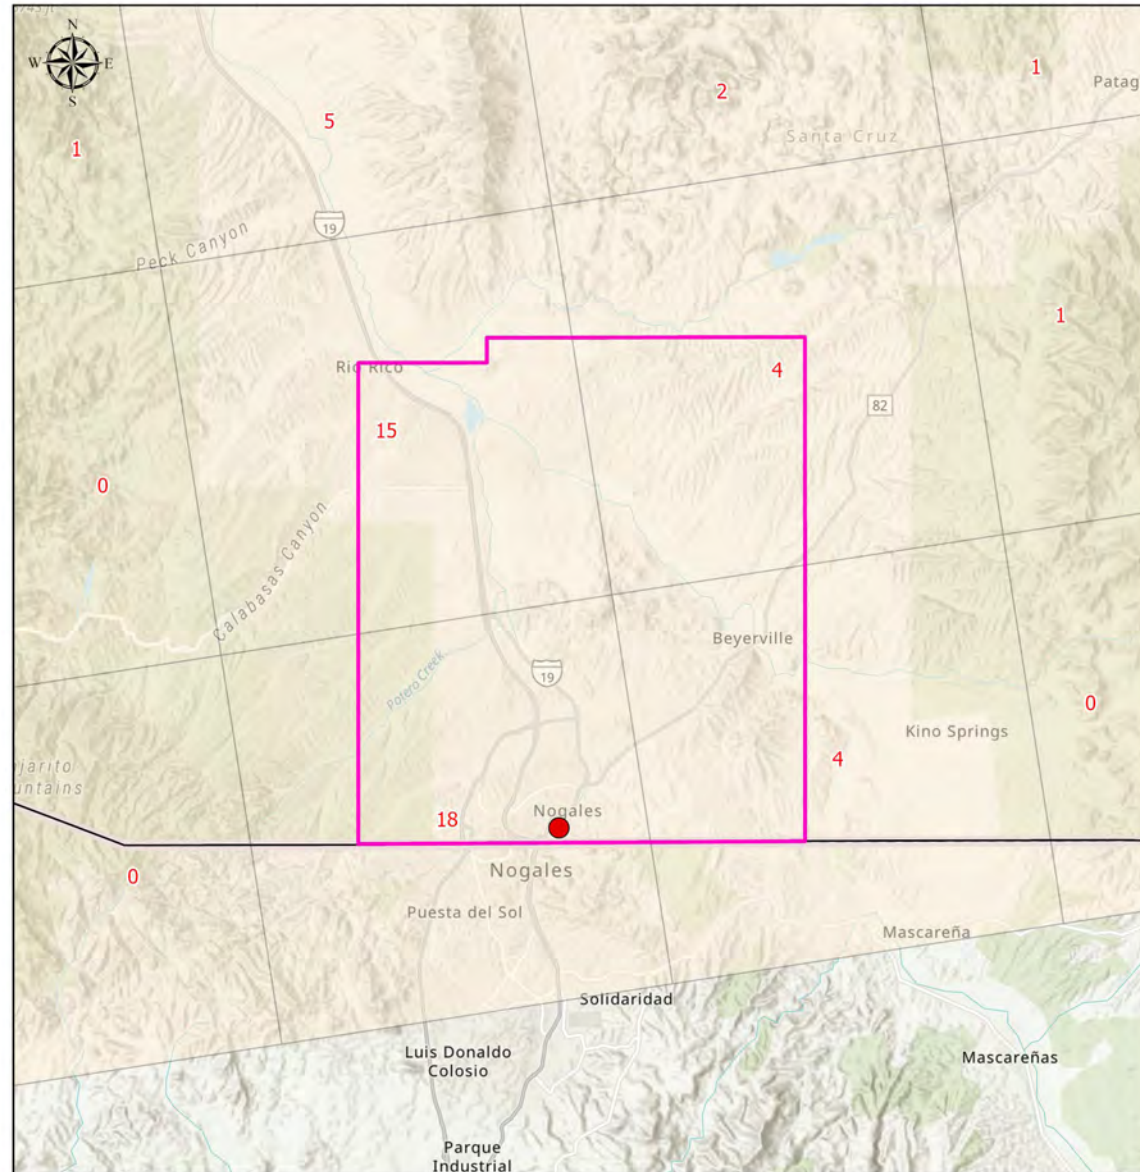 N
W
E
S
5
2
1
Patag
1
Santa Cruz
19
Peck Canyon
1
Rio Rico
4
82
15
0
Calabasas Canyon
Beyerville
Potero Creek
19
0
Kino Springs
4
ajarito
untains
Nogales
18
Nogales
0
Puesta del Sol
Mascareña
Solidaridad
Luis Donaldo
Colosio
Mascareñas
Parque
Industrial